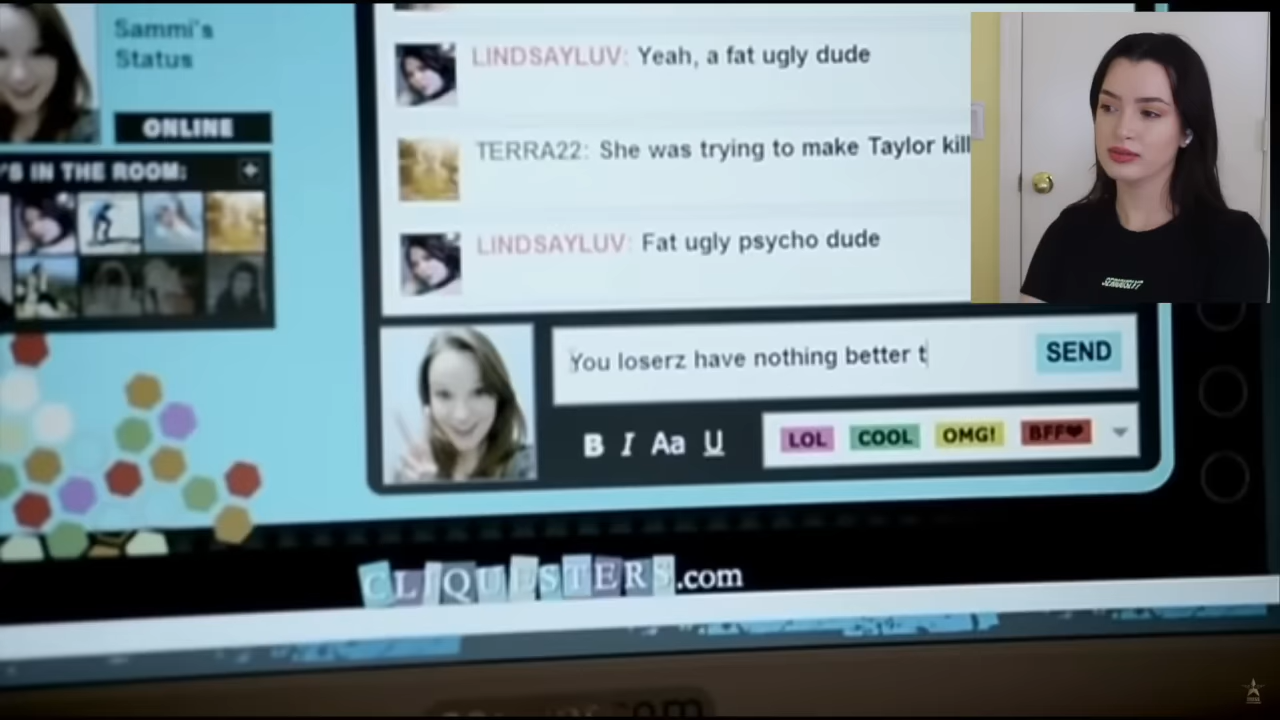 Sammi's
Status
ONLINE
'S IN THE ROOM:
LINDSAYLUV: Yeah, a fat ugly dude
TERRA22: She was trying to make Taylor kill
LINDSAYLUV: Fat ugly psycho dude
You loserz have nothing better t
SEND
B I Aa U
LOL COOL OMG! BFF❤
CLIQUESTERS.com